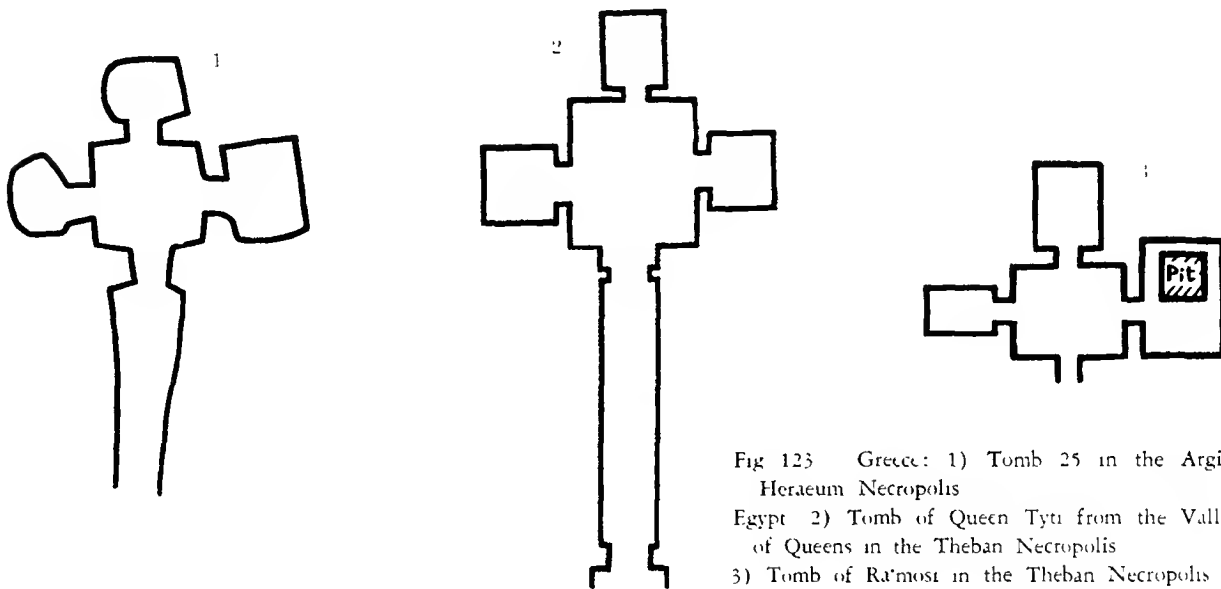 1
2
3
Pit
Fig 123 Greece: 1) Tomb 25 in the Argi
Heraeum Necropolis
Egypt 2) Tomb of Queen Tyti from the Vall
of Queens in the Theban Necropolis
3) Tomb of Ra'mosi in the Theban Necropolis